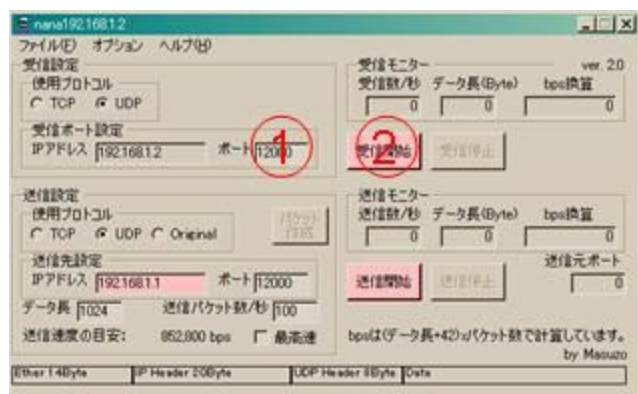 nana192.168.1.2
ファイル(F) オプション ヘルプ(H)
受信設定
使用プロトコル
TCP UDP
受信ポート設定
IPアドレス 192.168.1.2 ポート 12000
①
受信モニター ver. 2.0
受信数/秒 データ長(Byte) bps換算
0 0 0
②
受信開始 受信停止
送信設定
使用プロトコル
TCP UDP Original
パケット
作成
送信先設定
IPアドレス 192.168.1.1 ポート 12000
データ長 1024 送信パケット数/秒 100
送信速度の目安: 852,800 bps 最高速
送信モニター
送信数/秒 データ長(Byte) bps換算
0 0 0
送信元ポート
送信開始 送信停止 0
bpsは(データ長+42)xパケット数で計算しています。
by Masuzo
Ether 14Byte IP Header 20Byte UDP Header 8Byte Data